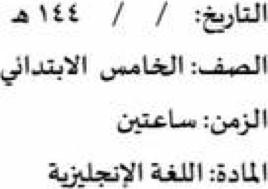 التاريخ: / / ١٤٤ هـ
الصف: الخامس الابتدائي
الزمن: ساعتين
المادة: اللغة الإنجليزية